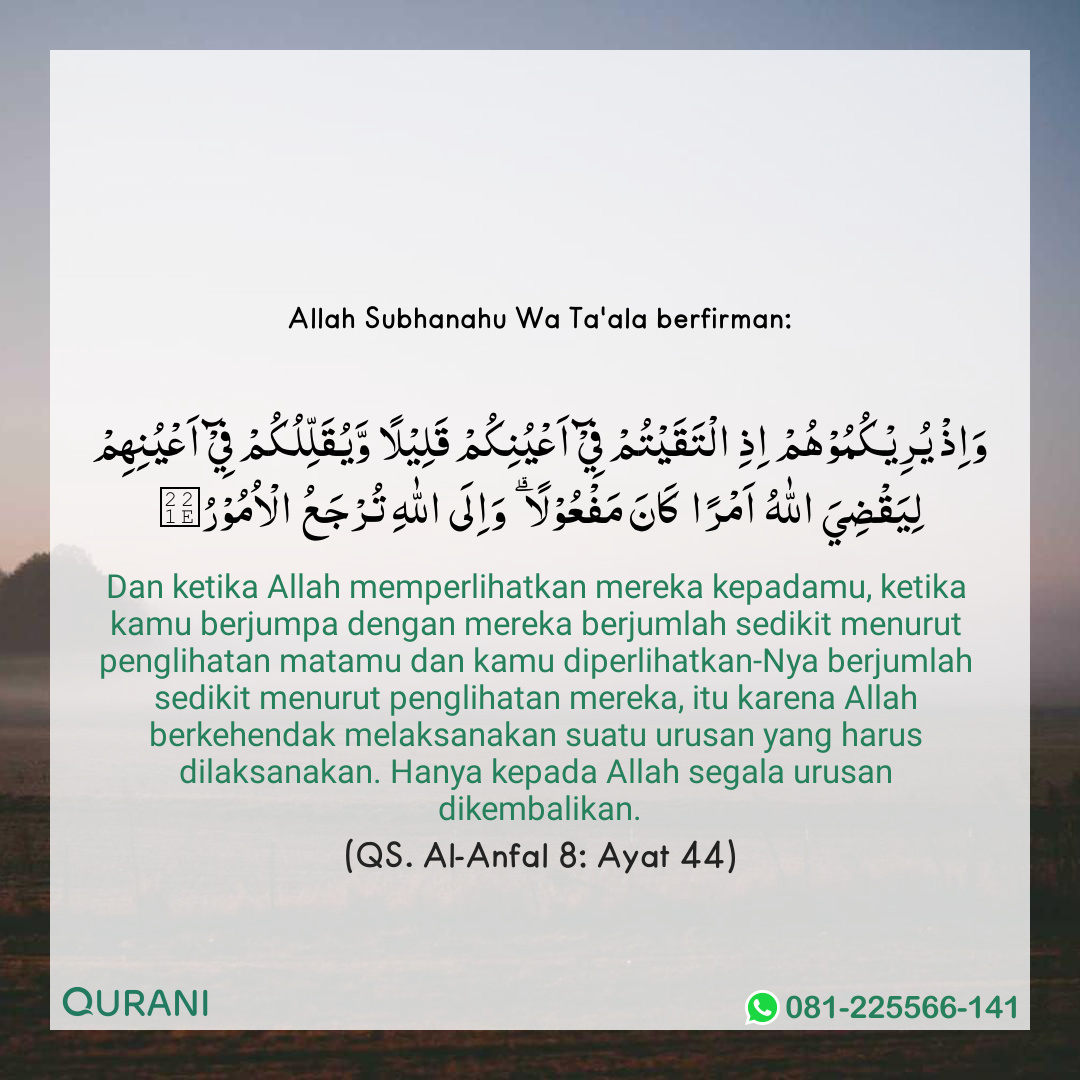 Allah Subhanahu Wa Ta'ala berfirman:
وَاِذْ يُرِيْكُمُوْهُمْ اِذِ الْتَقَيْتُمْ فِيْٓ اَعْيُنِكُمْ قَلِيْلًا وَّيُقَلِّلُكُمْ فِيْٓ اَعْيُنِهِمْ
لِيَقْضِيَ اللّٰهُ اَمْرًا كَانَ مَفْعُوْلًا ۗ وَاِلَى اللّٰهِ تُرْجَعُ الْاُمُوْرُ∞
Dan ketika Allah memperlihatkan mereka kepadamu, ketika
kamu berjumpa dengan mereka berjumlah sedikit menurut
penglihatan matamu dan kamu diperlihatkan-Nya berjumlah
sedikit menurut penglihatan mereka, itu karena Allah
berkehendak melaksanakan suatu urusan yang harus
dilaksanakan. Hanya kepada Allah segala urusan
dikembalikan.
(QS. Al-Anfal 8: Ayat 44)
QURANI
081-225566-141